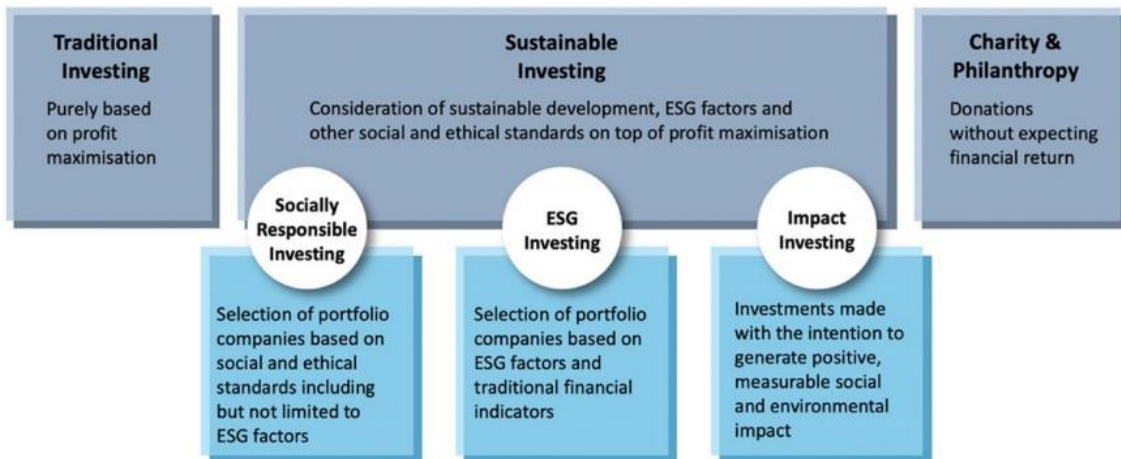 Traditional
Investing
Purely based
on profit
maximisation
Sustainable
Investing
Consideration of sustainable development, ESG factors and
other social and ethical standards on top of profit maximisation
Charity &
Philanthropy
Donations
without expecting
financial return
Socially
Responsible
Investing
Selection of portfolio
companies based on
social and ethical
standards including
but not limited to
ESG factors
ESG
Investing
Selection of portfolio
companies based on
ESG factors and
traditional financial
indicators
Impact
Investing
Investments made
with the intention to
generate positive,
measurable social
and environmental
impact